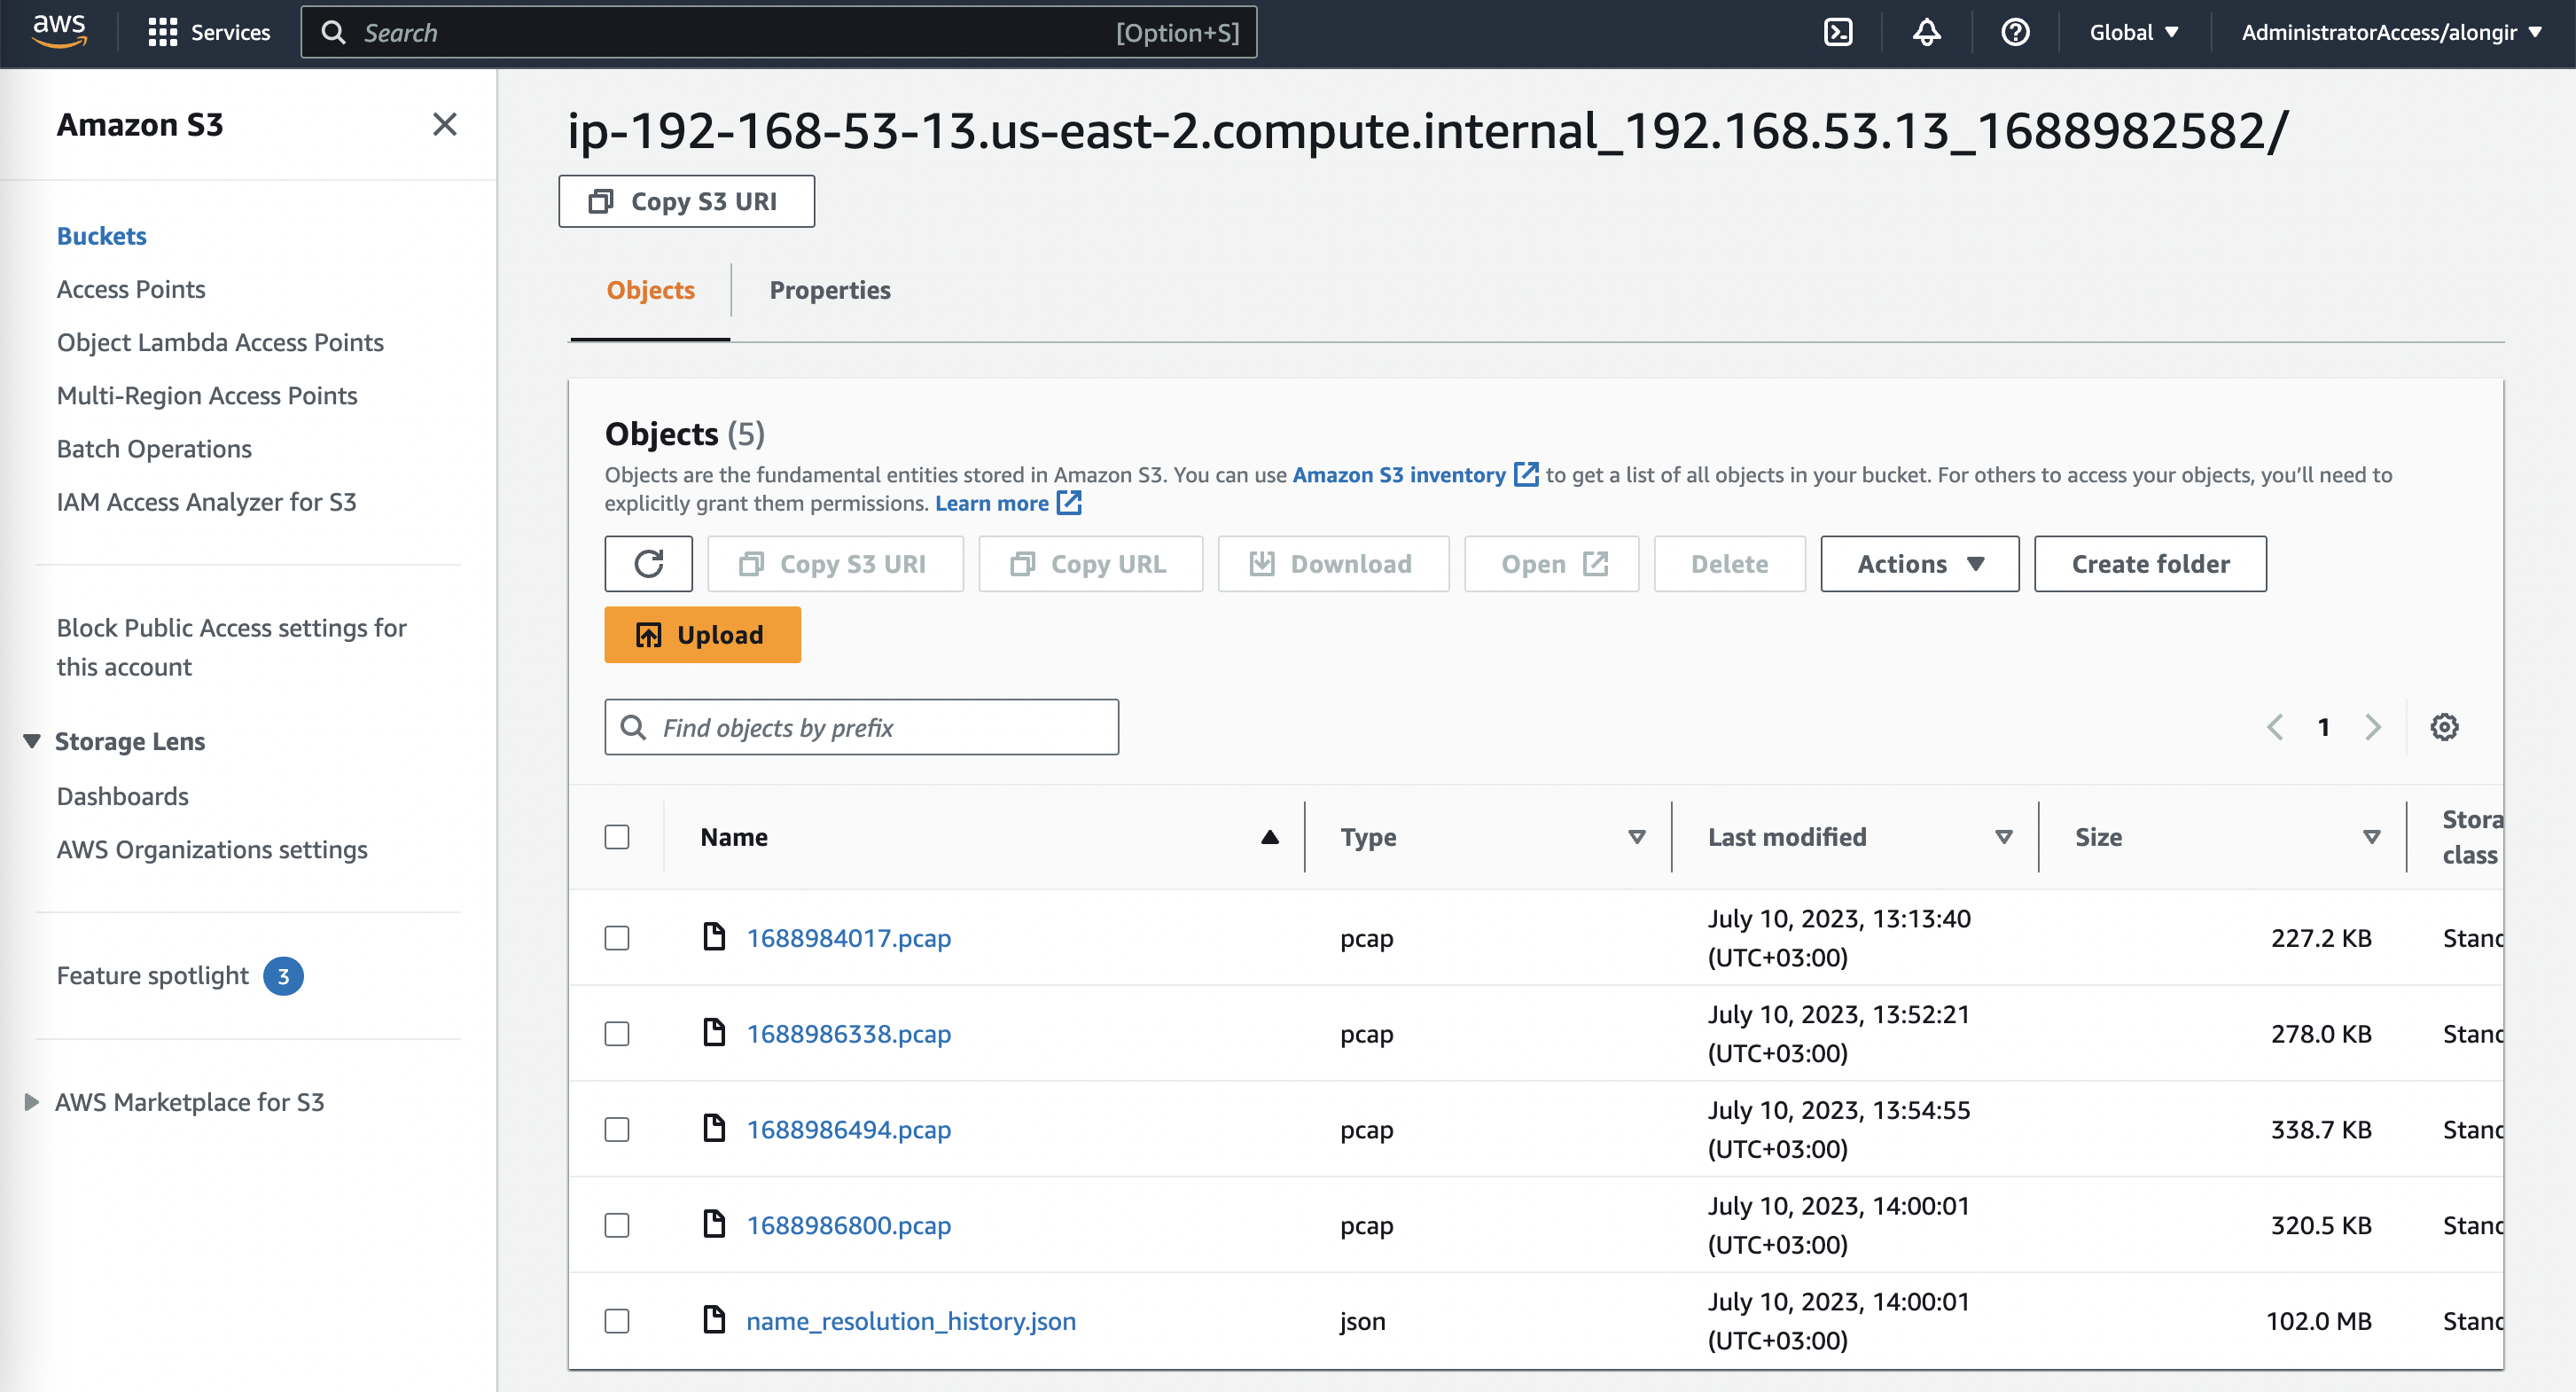 aws
Services
Search
[Option+S]
Global
AdministratorAccess/alongir
Amazon S3
Buckets
Access Points
Object Lambda Access Points
Multi-Region Access Points
Batch Operations
IAM Access Analyzer for S3
Block Public Access settings for
this account
Storage Lens
Dashboards
AWS Organizations settings
Feature spotlight 3
AWS Marketplace for S3
ip-192-168-53-13.us-east-2.compute.internal_192.168.53.13_1688982582/
Copy S3 URI
Objects
Properties
Objects (5)
Objects are the fundamental entities stored in Amazon S3. You can use Amazon S3 inventory to get a list of all objects in your bucket. For others to access your objects, you’ll need to
explicitly grant them permissions. Learn more
Copy S3 URI
Copy URL
Download
Open
Delete
Actions
Create folder
Upload
Find objects by prefix
1
Name
Type
Last modified
Size
Stora
class
1688984017.pcap
pcap
July 10, 2023, 13:13:40
(UTC+03:00)
227.2 KB
Stand
1688986338.pcap
pcap
July 10, 2023, 13:52:21
(UTC+03:00)
278.0 KB
Stand
1688986494.pcap
pcap
July 10, 2023, 13:54:55
(UTC+03:00)
338.7 KB
Stand
1688986800.pcap
pcap
July 10, 2023, 14:00:01
(UTC+03:00)
320.5 KB
Stand
name_resolution_history.json
json
July 10, 2023, 14:00:01
(UTC+03:00)
102.0 MB
Stand